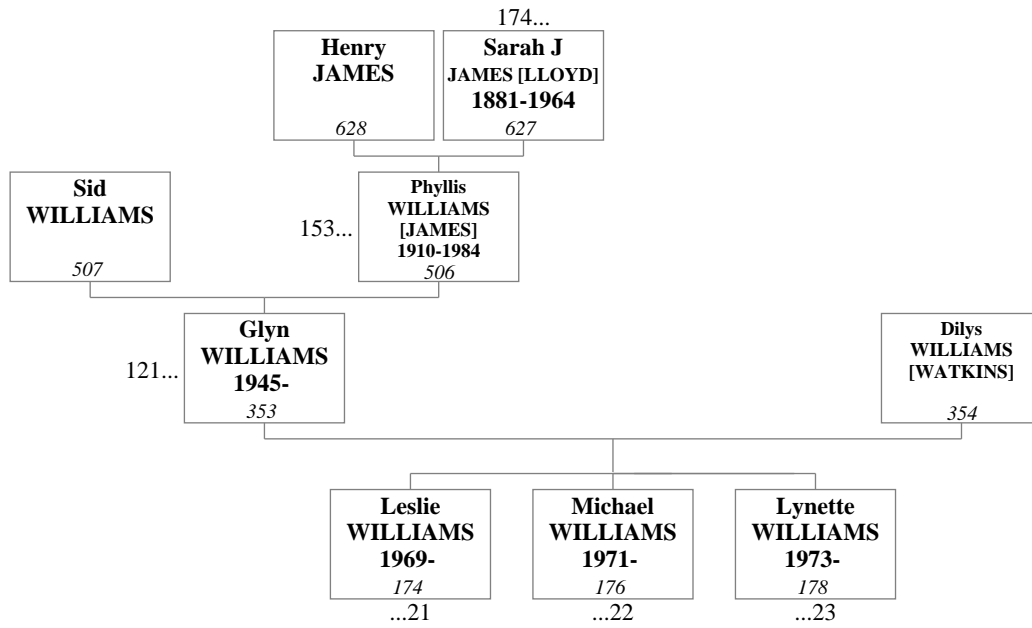 174...
Henry
JAMES
628
Sarah J
JAMES [LLOYD]
1881-1964
627
Sid
WILLIAMS
507
153...
Phyllis
WILLIAMS
[JAMES]
1910-1984
506
121...
Glyn
WILLIAMS
1945-
353
Dilys
WILLIAMS
[WATKINS]
354
Leslie
WILLIAMS
1969-
174
...21
Michael
WILLIAMS
1971-
176
...22
Lynette
WILLIAMS
1973-
178
...23